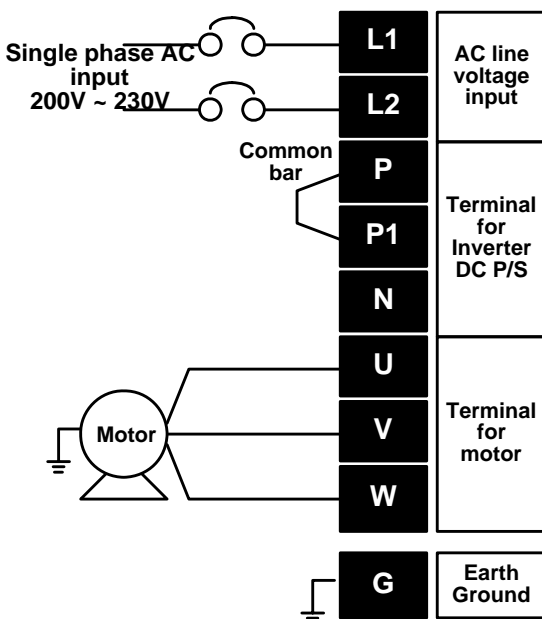 Single phase AC
input
200V ~ 230V
L1
L2
AC line
voltage
input
Common
bar
P
P1
N
Terminal
for
Inverter
DC P/S
Motor
U
V
W
Terminal
for
motor
G
Earth
Ground